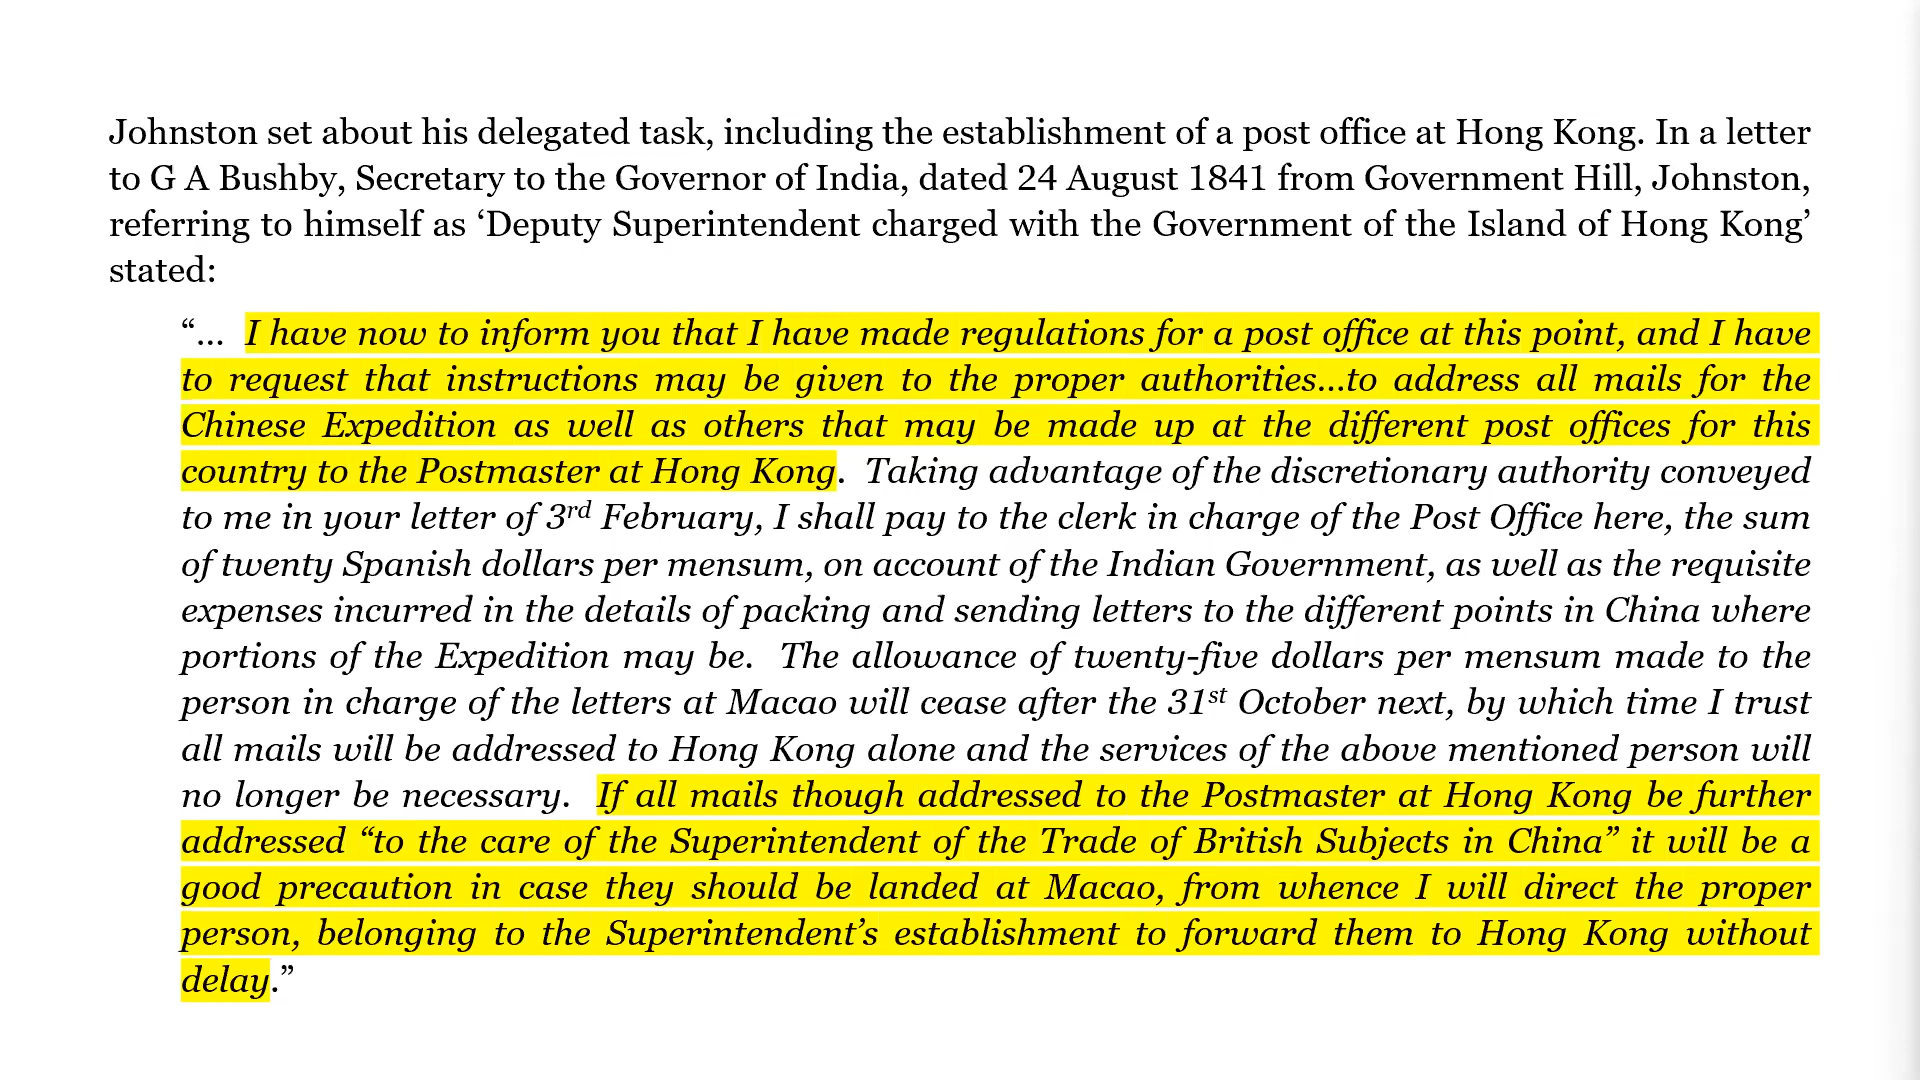 Johnston set about his delegated task, including the establishment of a post office at Hong Kong. In a letter
to G A Bushby, Secretary to the Governor of India, dated 24 August 1841 from Government Hill, Johnston,
referring to himself as ‘Deputy Superintendent charged with the Government of the Island of Hong Kong’
stated:
“… I have now to inform you that I have made regulations for a post office at this point, and I have
to request that instructions may be given to the proper authorities…to address all mails for the
Chinese Expedition as well as others that may be made up at the different post offices for this
country to the Postmaster at Hong Kong. Taking advantage of the discretionary authority conveyed
to me in your letter of 3rd February, I shall pay to the clerk in charge of the Post Office here, the sum
of twenty Spanish dollars per mensum, on account of the Indian Government, as well as the requisite
expenses incurred in the details of packing and sending letters to the different points in China where
portions of the Expedition may be. The allowance of twenty-five dollars per mensum made to the
person in charge of the letters at Macao will cease after the 31st October next, by which time I trust
all mails will be addressed to Hong Kong alone and the services of the above mentioned person will
no longer be necessary. If all mails though addressed to the Postmaster at Hong Kong be further
addressed “to the care of the Superintendent of the Trade of British Subjects in China” it will be a
good precaution in case they should be landed at Macao, from whence I will direct the proper
person, belonging to the Superintendent’s establishment to forward them to Hong Kong without
delay.”